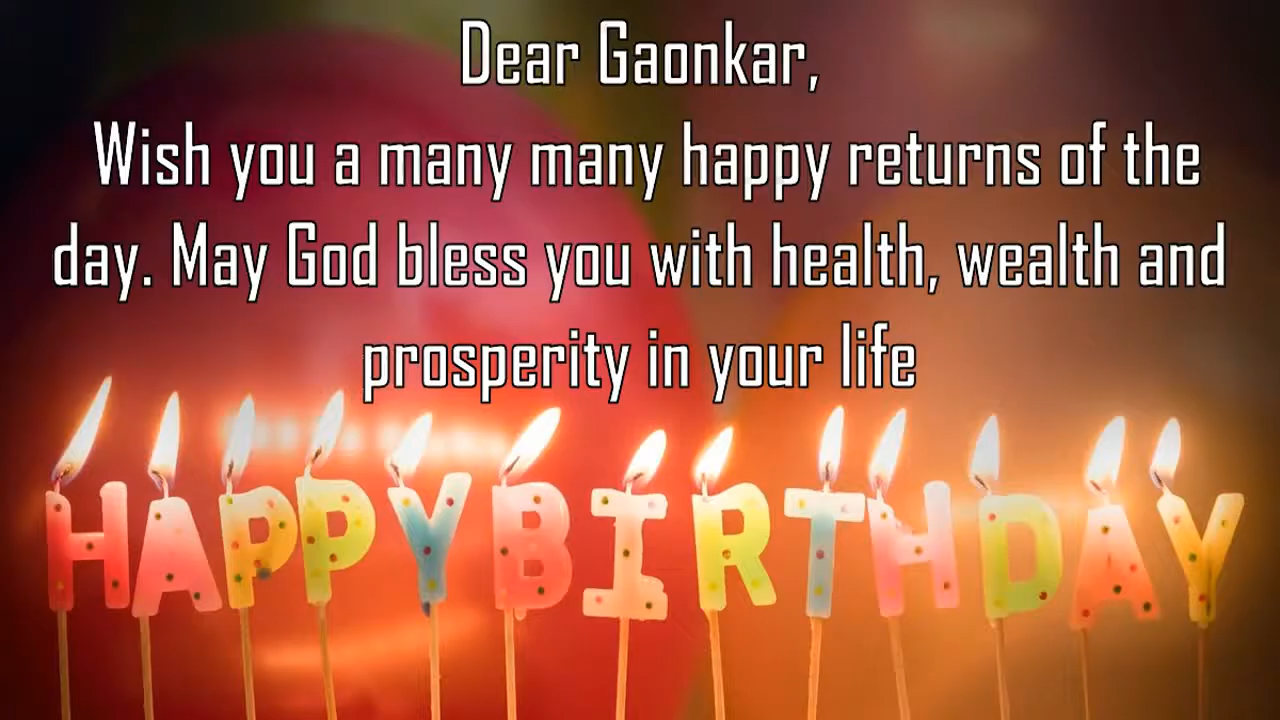 Dear Gaonkar,
Wish you a many many happy returns of the
day. May God bless you with health, wealth and
prosperity in your life
HAPPY BIRTHDAY